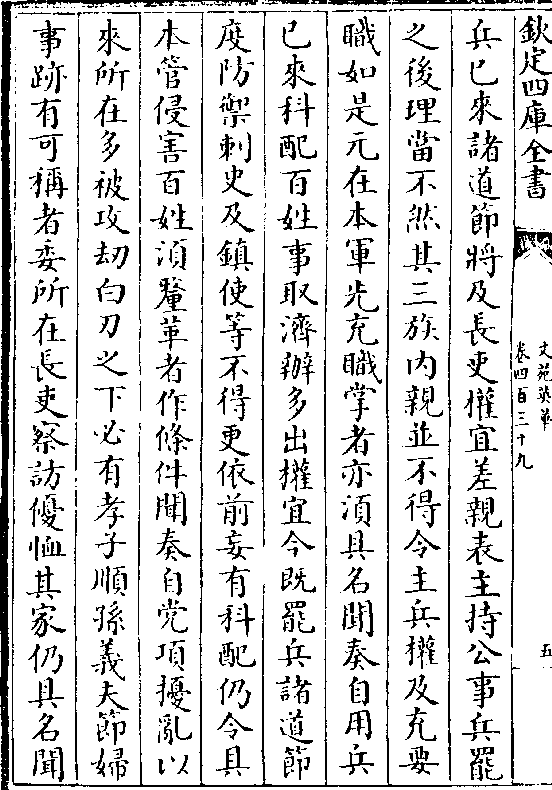 欽定四庫全書
文苑英華
卷四百三十九
五
兵已來諸道節將及長吏權宜差親表主持公事兵罷
之後理當不然其三族内親並不得令主兵權及充要
職如是元在本軍先充職掌者亦須具名聞奏自用兵
已來科配百姓事取濟辦多出權宜今既罷兵諸道節
度防禦刺史及鎮使等不得更依前妄有科配仍令具
本管侵害百姓須釐革者作條件聞奏自党項擾亂以
來所在多被攻刼白刃之下必有孝子順孫義夫節婦
事跡有可稱者委所在長吏察訪優恤其家仍具名聞